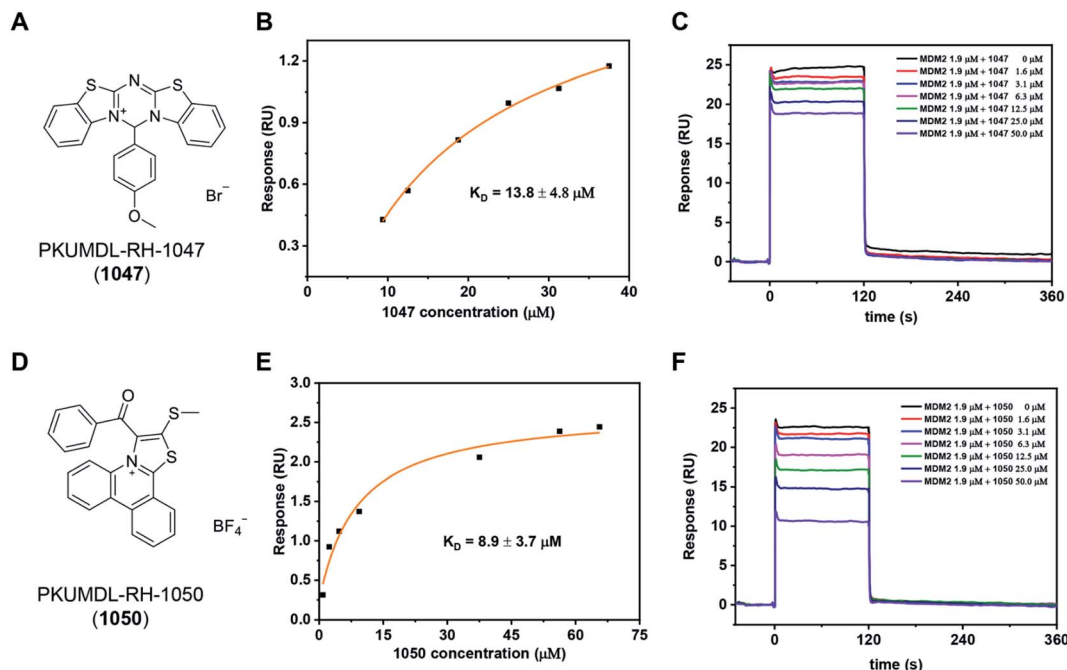 A
S
N
S
N
+
N
O
Br−
PKUMDL-RH-1047
(1047)
B
Response (RU)
1.2
0.9
0.6
0.3
KD = 13.8 ± 4.8 μM
0 10 20 30 40
1047 concentration (μM)
C
Reponse (RU)
25
20
15
10
5
0
MDM2 1.9 μM + 1047 0 μM
MDM2 1.9 μM + 1047 1.6 μM
MDM2 1.9 μM + 1047 3.1 μM
MDM2 1.9 μM + 1047 6.3 μM
MDM2 1.9 μM + 1047 12.5 μM
MDM2 1.9 μM + 1047 25.0 μM
MDM2 1.9 μM + 1047 50.0 μM
0 120 240 360
time (s)
D
O
S
S
N
+
BF4−
PKUMDL-RH-1050
(1050)
E
Response (RU)
3.0
2.5
2.0
1.5
1.0
0.5
0.0
KD = 8.9 ± 3.7 μM
0 15 30 45 60 75
1050 concentration (μM)
F
Response (RU)
25
20
15
10
5
0
MDM2 1.9 μM + 1050 0 μM
MDM2 1.9 μM + 1050 1.6 μM
MDM2 1.9 μM + 1050 3.1 μM
MDM2 1.9 μM + 1050 6.3 μM
MDM2 1.9 μM + 1050 12.5 μM
MDM2 1.9 μM + 1050 25.0 μM
MDM2 1.9 μM + 1050 50.0 μM
0 120 240 360
time (s)